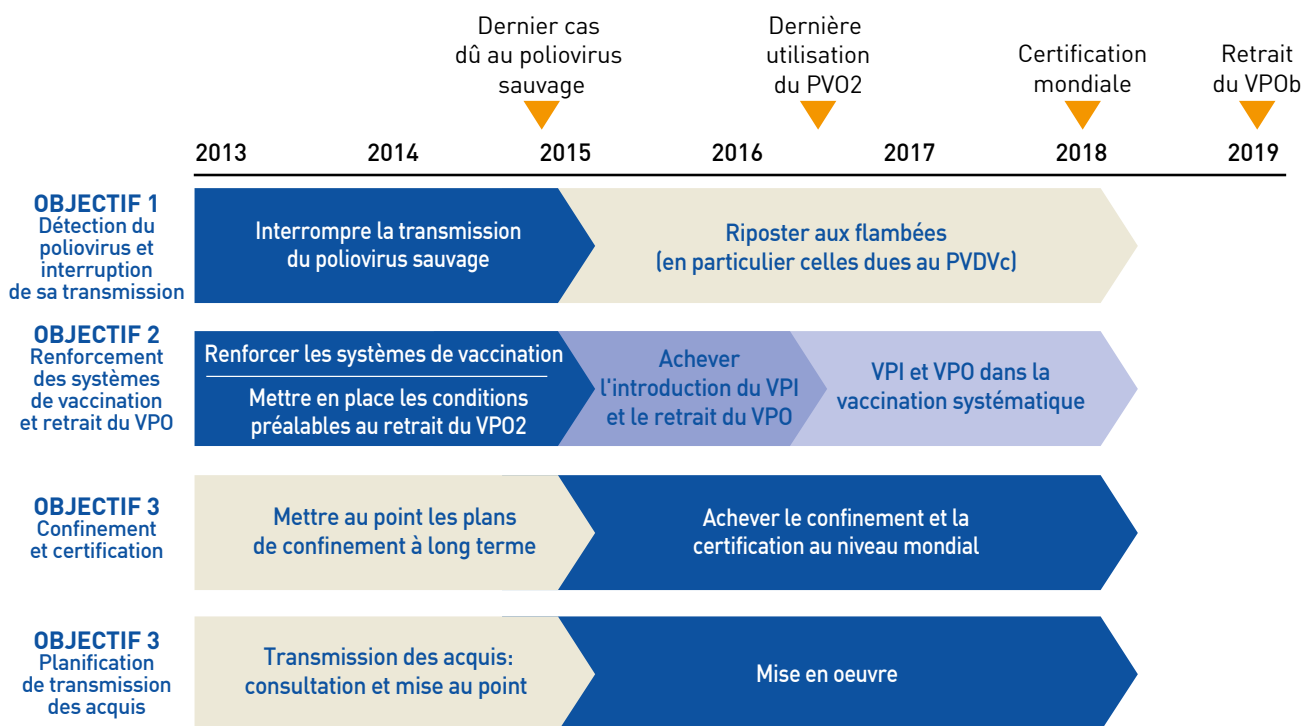 Dernier cas
dû au poliovirus
sauvage
Dernière
utilisation
du PVO2
Certification
mondiale
Retrait
du VPOb
2013 2014 2015 2016 2017 2018 2019
OBJECTIF 1
Détection du
poliovirus et
interruption
de sa transmission
Interrompre la transmission
du poliovirus sauvage
Riposter aux flambées
(en particulier celles dues au PVDVc)
OBJECTIF 2
Renforcement
des systèmes
de vaccination
et retrait du VPO
Renforcer les systèmes de vaccination
Mettre en place les conditions
préalables au retrait du VPO2
Achever
l'introduction du VPI
et le retrait du VPO
VPI et VPO dans la
vaccination systématique
OBJECTIF 3
Confinement
et certification
Mettre au point les plans
de confinement à long terme
Achever le confinement et la
certification au niveau mondial
OBJECTIF 3
Planification
de transmission
des acquis
Transmission des acquis:
consultation et mise au point
Mise en oeuvre